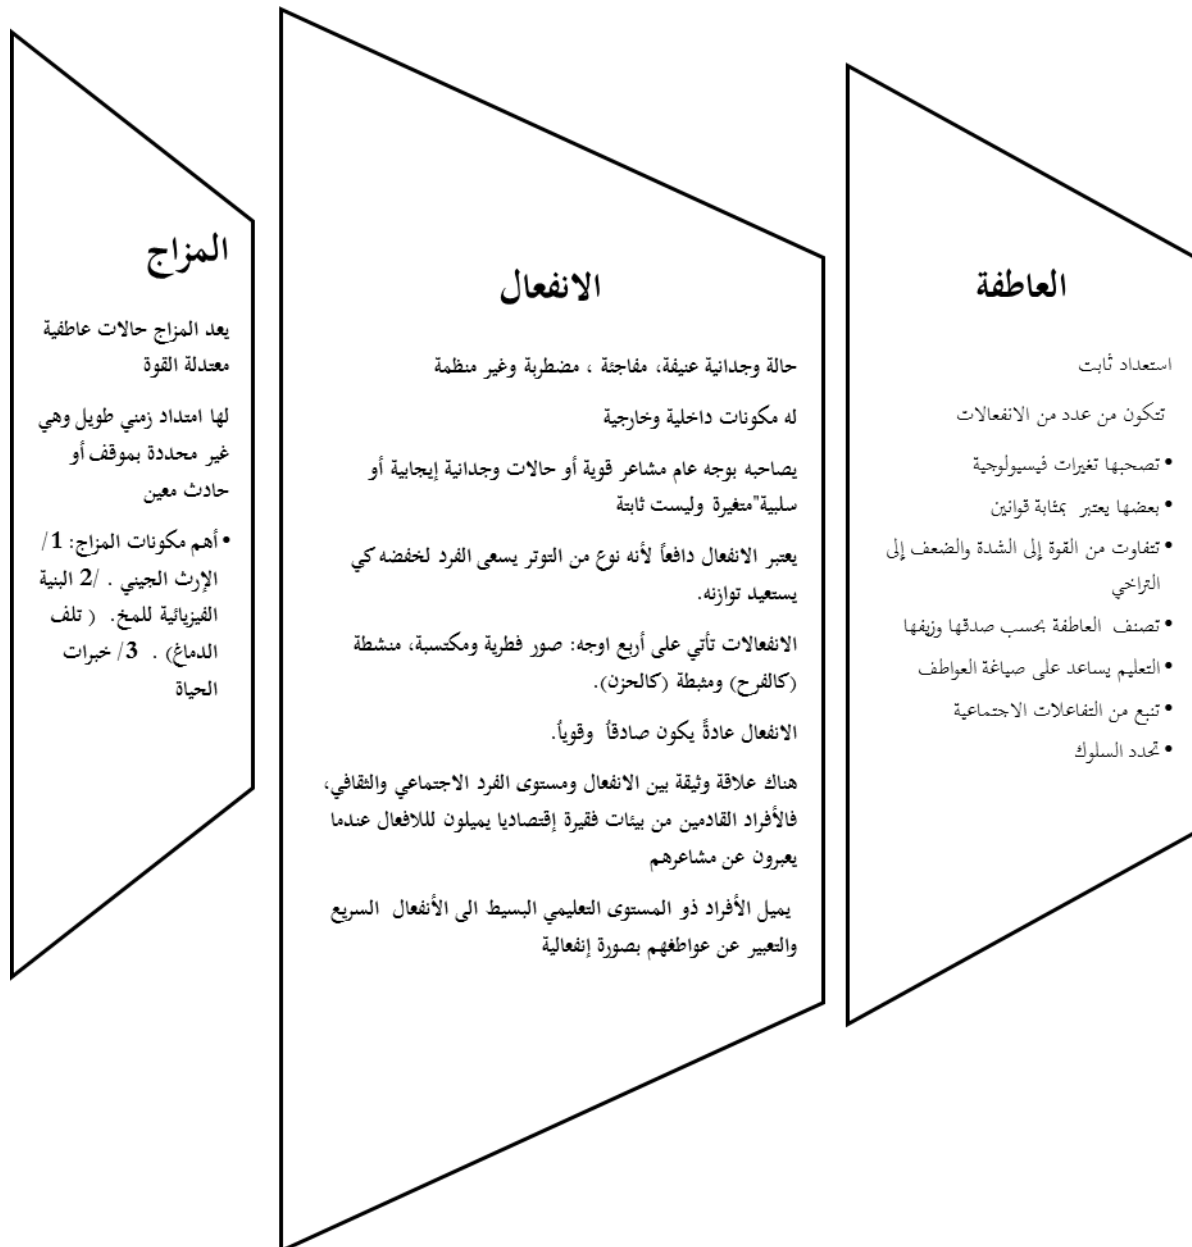 العاطفة
استعداد ثابت
تتكون من عدد من الانفعالات
• تصحبها تغيرات فيسيولوجية
• بعضها يعتبر بمثابة قوانين
• تتفاوت من القوة إلى الشدة والضعف إلى
التراخي
• تصنف العاطفة بحسب صدقها وزيفها
• التعليم يساعد على صياغة العواطف
• تنبع من التفاعلات الاجتماعية
• تحدد السلوك
الانفعال
حالة وجدانية عنيفة، مفاجئة ، مضطربة وغير منظمة
له مكونات داخلية وخارجية
يصاحبه بوجه عام مشاعر قوية أو حالات وجدانية إيجابية أو
سلبية"متغيرة وليست ثابتة
يعتبر الانفعال دافعاً لأنه نوع من التوتر يسعى الفرد لخفضه كي
يستعيد توازنه.
الانفعالات تأتي على أربع اوجه: صور فطرية ومكتسبة، منشطة
(كالفرح) ومثبطة (كالحزن).
الانفعال عادةً يكون صادقاً وقوياً.
هناك علاقة وثيقة بين الانفعال ومستوى الفرد الاجتماعي والثقافي،
فالأفراد القادمين من بيئات فقيرة إقتصاديا يميلون لللافعال عندما
يعبرون عن مشاعرهم
يميل الأفراد ذو المستوى التعليمي البسيط الى الأنفعال السريع
والتعبير عن عواطفهم بصورة إنفعالية
المزاج
يعد المزاج حالات عاطفية
معتدلة القوة
لها امتداد زمني طويل وهي
غير محددة بموقف أو
حادث معين
• أهم مكونات المزاج: 1/
الإرث الجيني . /2 البنية
الفيزيائية للمخ. ( تلف
الدماغ) . 3/ خبرات
الحياة